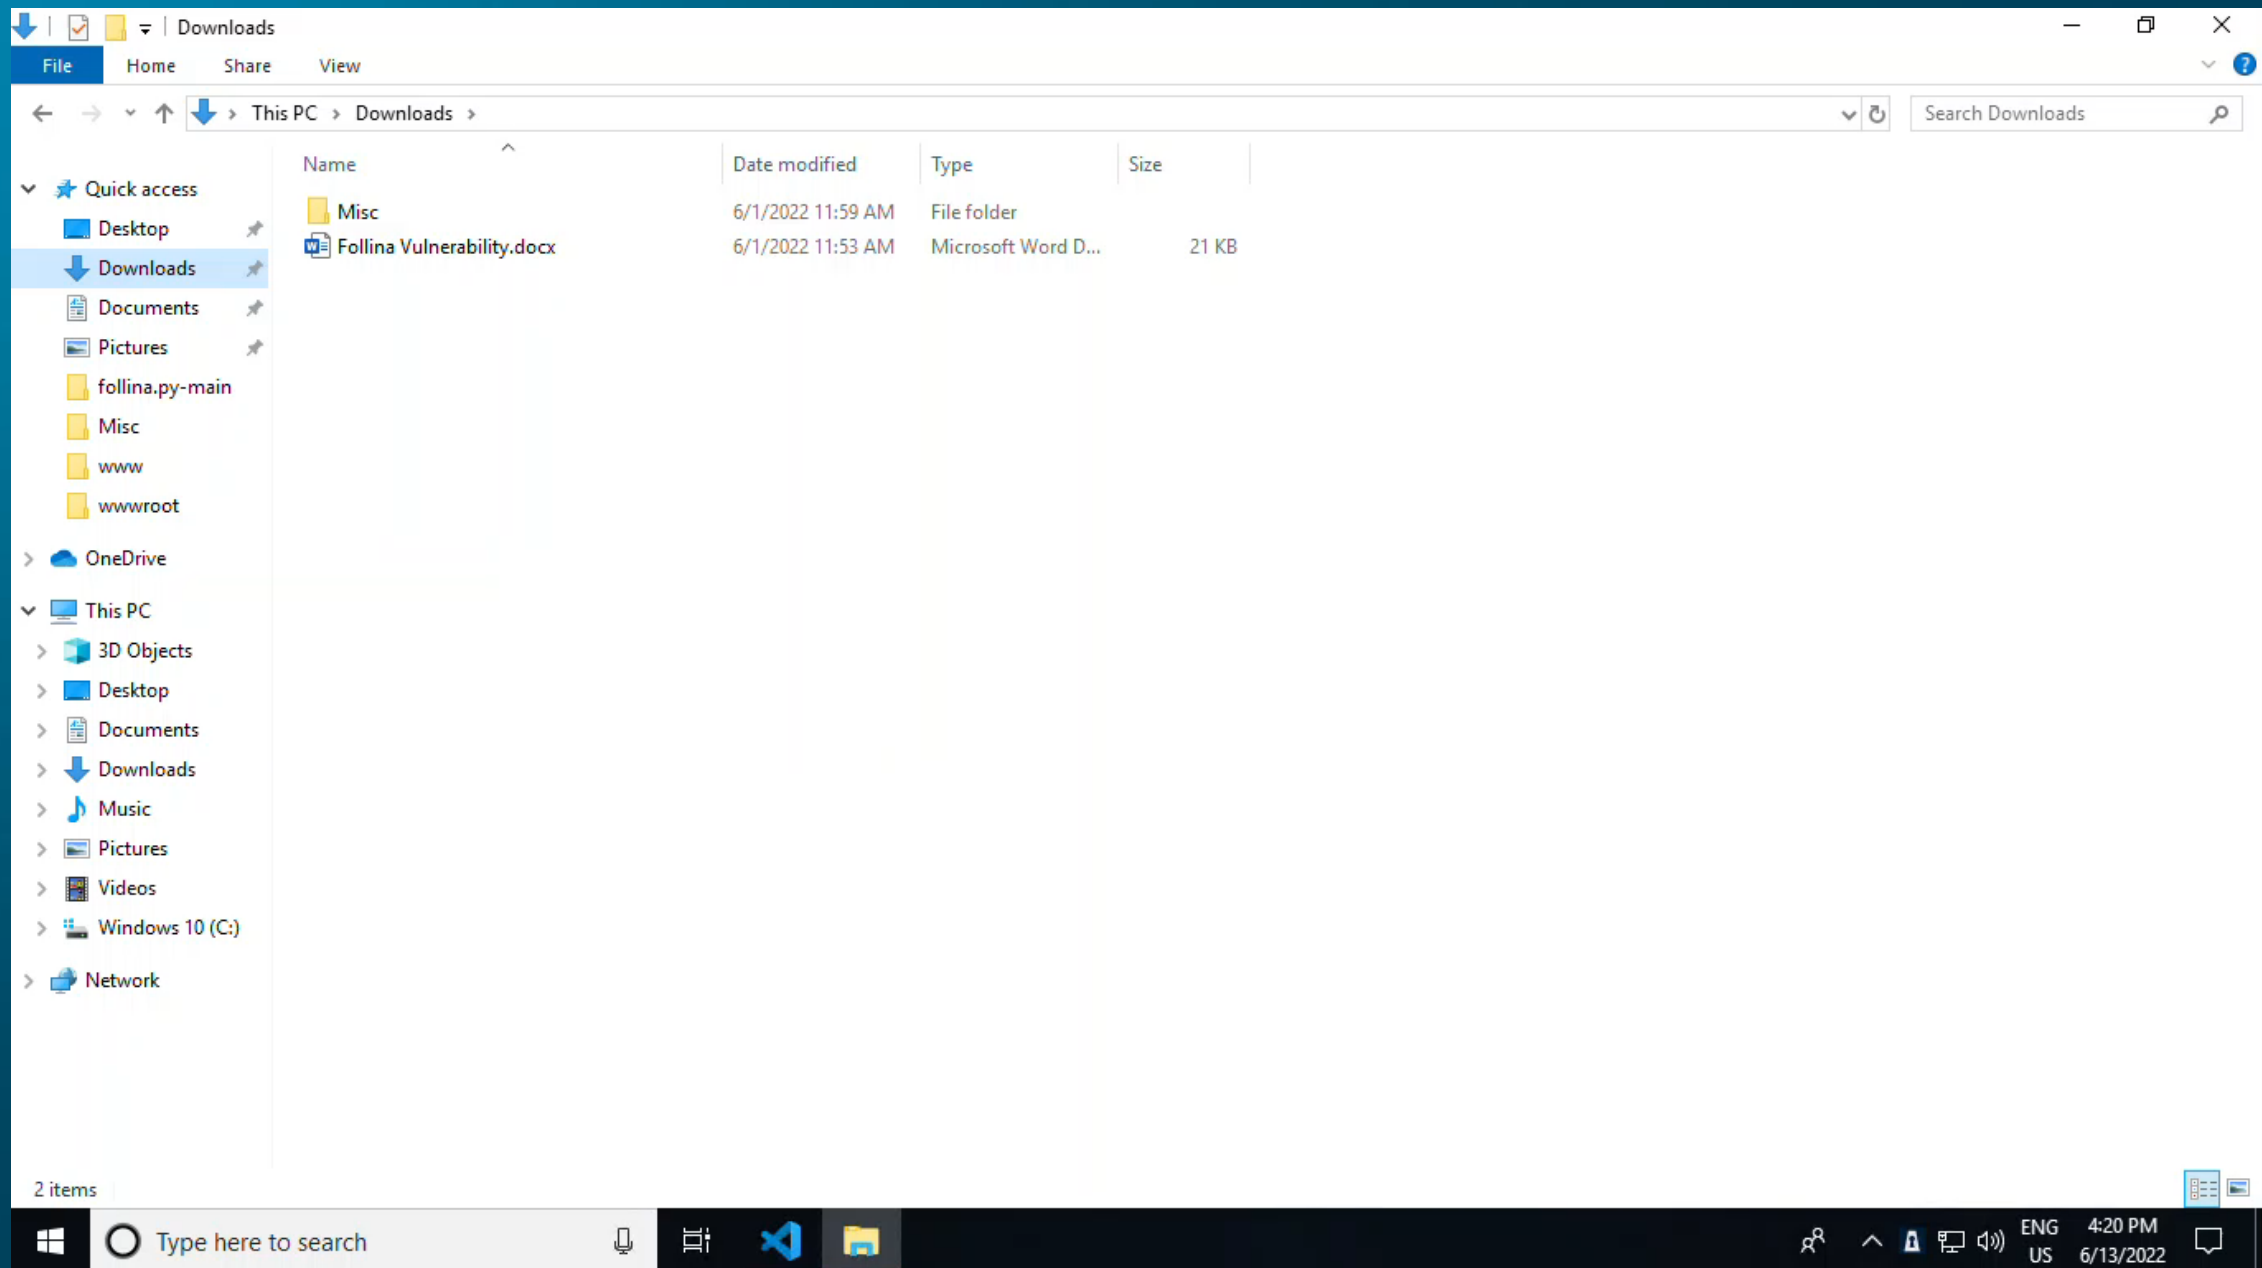 Downloads
File Home Share View
This PC Downloads Search Downloads
Name Date modified Type Size
Misc 6/1/2022 11:59 AM File folder
Follina Vulnerability.docx 6/1/2022 11:53 AM Microsoft Word D... 21 KB
Quick access
Desktop
Downloads
Documents
Pictures
follina.py-main
Misc
www
wwwroot
OneDrive
This PC
3D Objects
Desktop
Documents
Downloads
Music
Pictures
Videos
Windows 10 (C:)
Network
2 items
Type here to search
ENG
US
4:20 PM
6/13/2022